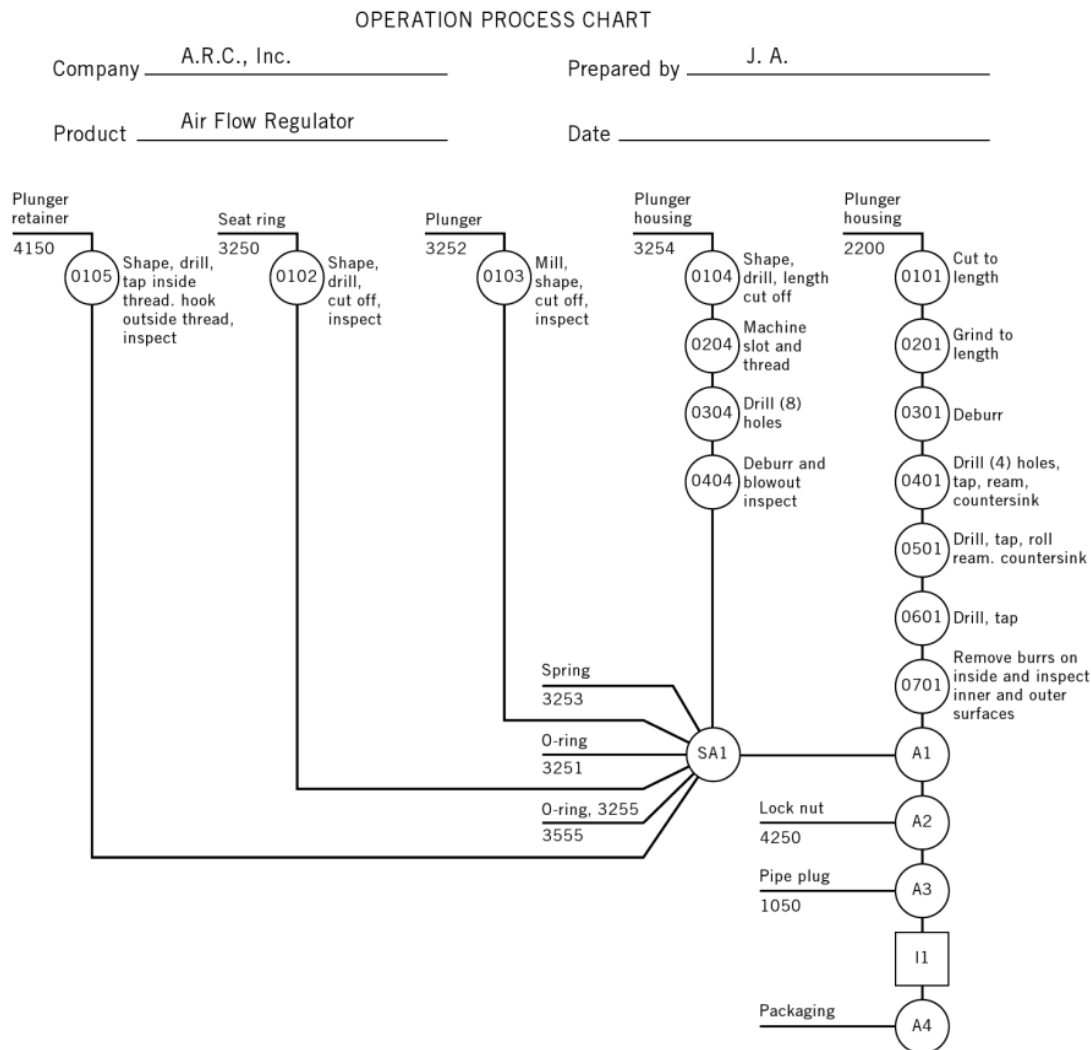 OPERATION PROCESS CHART
Company A.R.C., Inc.
Prepared by J. A.
Product Air Flow Regulator
Date
Plunger
retainer
4150
0105
Shape, drill,
tap inside
thread. hook
outside thread,
inspect
Seat ring
3250
0102
Shape,
drill,
cut off,
inspect
Plunger
3252
0103
Mill,
shape,
cut off,
inspect
Plunger
housing
3254
0104
Shape,
drill, length
cut off
0204
Machine
slot and
thread
0304
Drill (8)
holes
0404
Deburr and
blowout
inspect
Plunger
housing
2200
0101
Cut to
length
0201
Grind to
length
0301
Deburr
0401
Drill (4) holes,
tap, ream,
countersink
0501
Drill, tap, roll
ream. countersink
0601
Drill, tap
0701
Remove burrs on
inside and inspect
inner and outer
surfaces
Spring
3253
O-ring
3251
O-ring, 3255
3555
SA1
A1
Lock nut
4250
A2
Pipe plug
1050
A3
I1
Packaging
A4